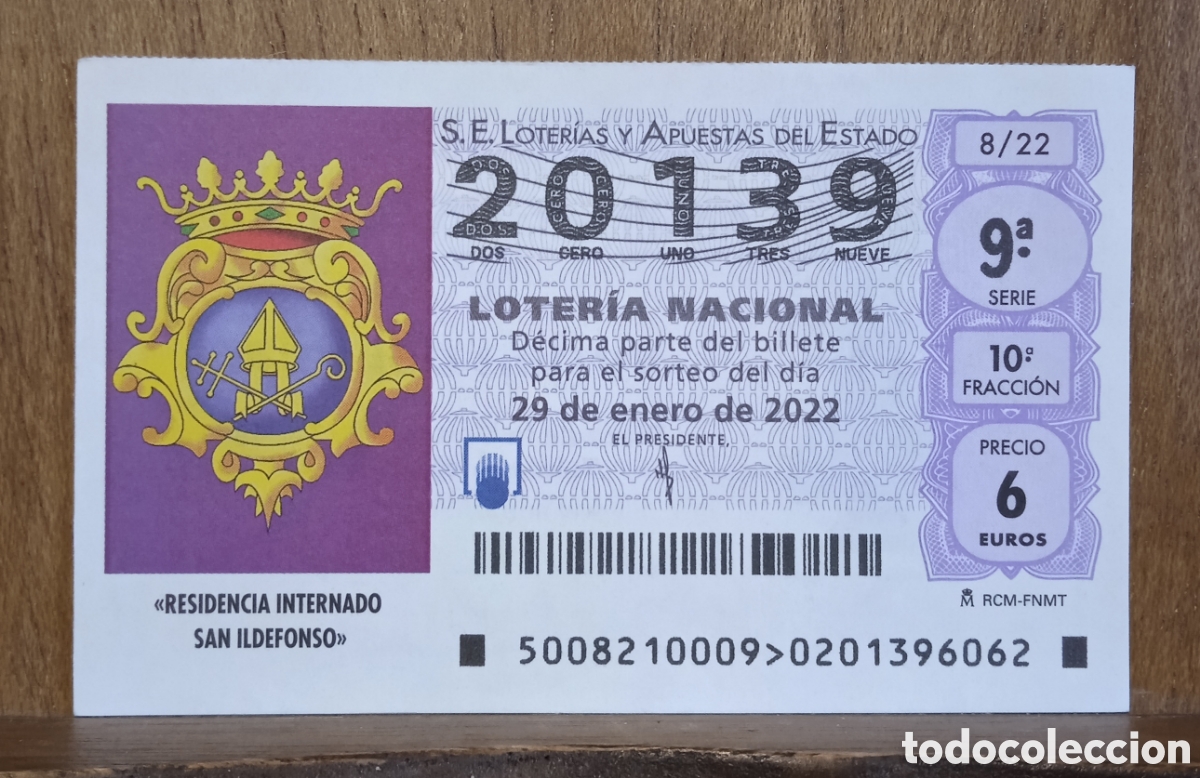 S.E. LOTERÍAS Y APUESTAS DEL ESTADO
20139
DOS CERO UNO TRES NUEVE
LOTERÍA NACIONAL
Décima parte del billete
para el sorteo del día
29 de enero de 2022
EL PRESIDENTE,
8/22
9ª
SERIE
10ª
FRACCIÓN
PRECIO
6
EUROS
RCM-FNMT
«RESIDENCIA INTERNADO
SAN ILDEFONSO»
5008210009>0201396062
todocoleccion